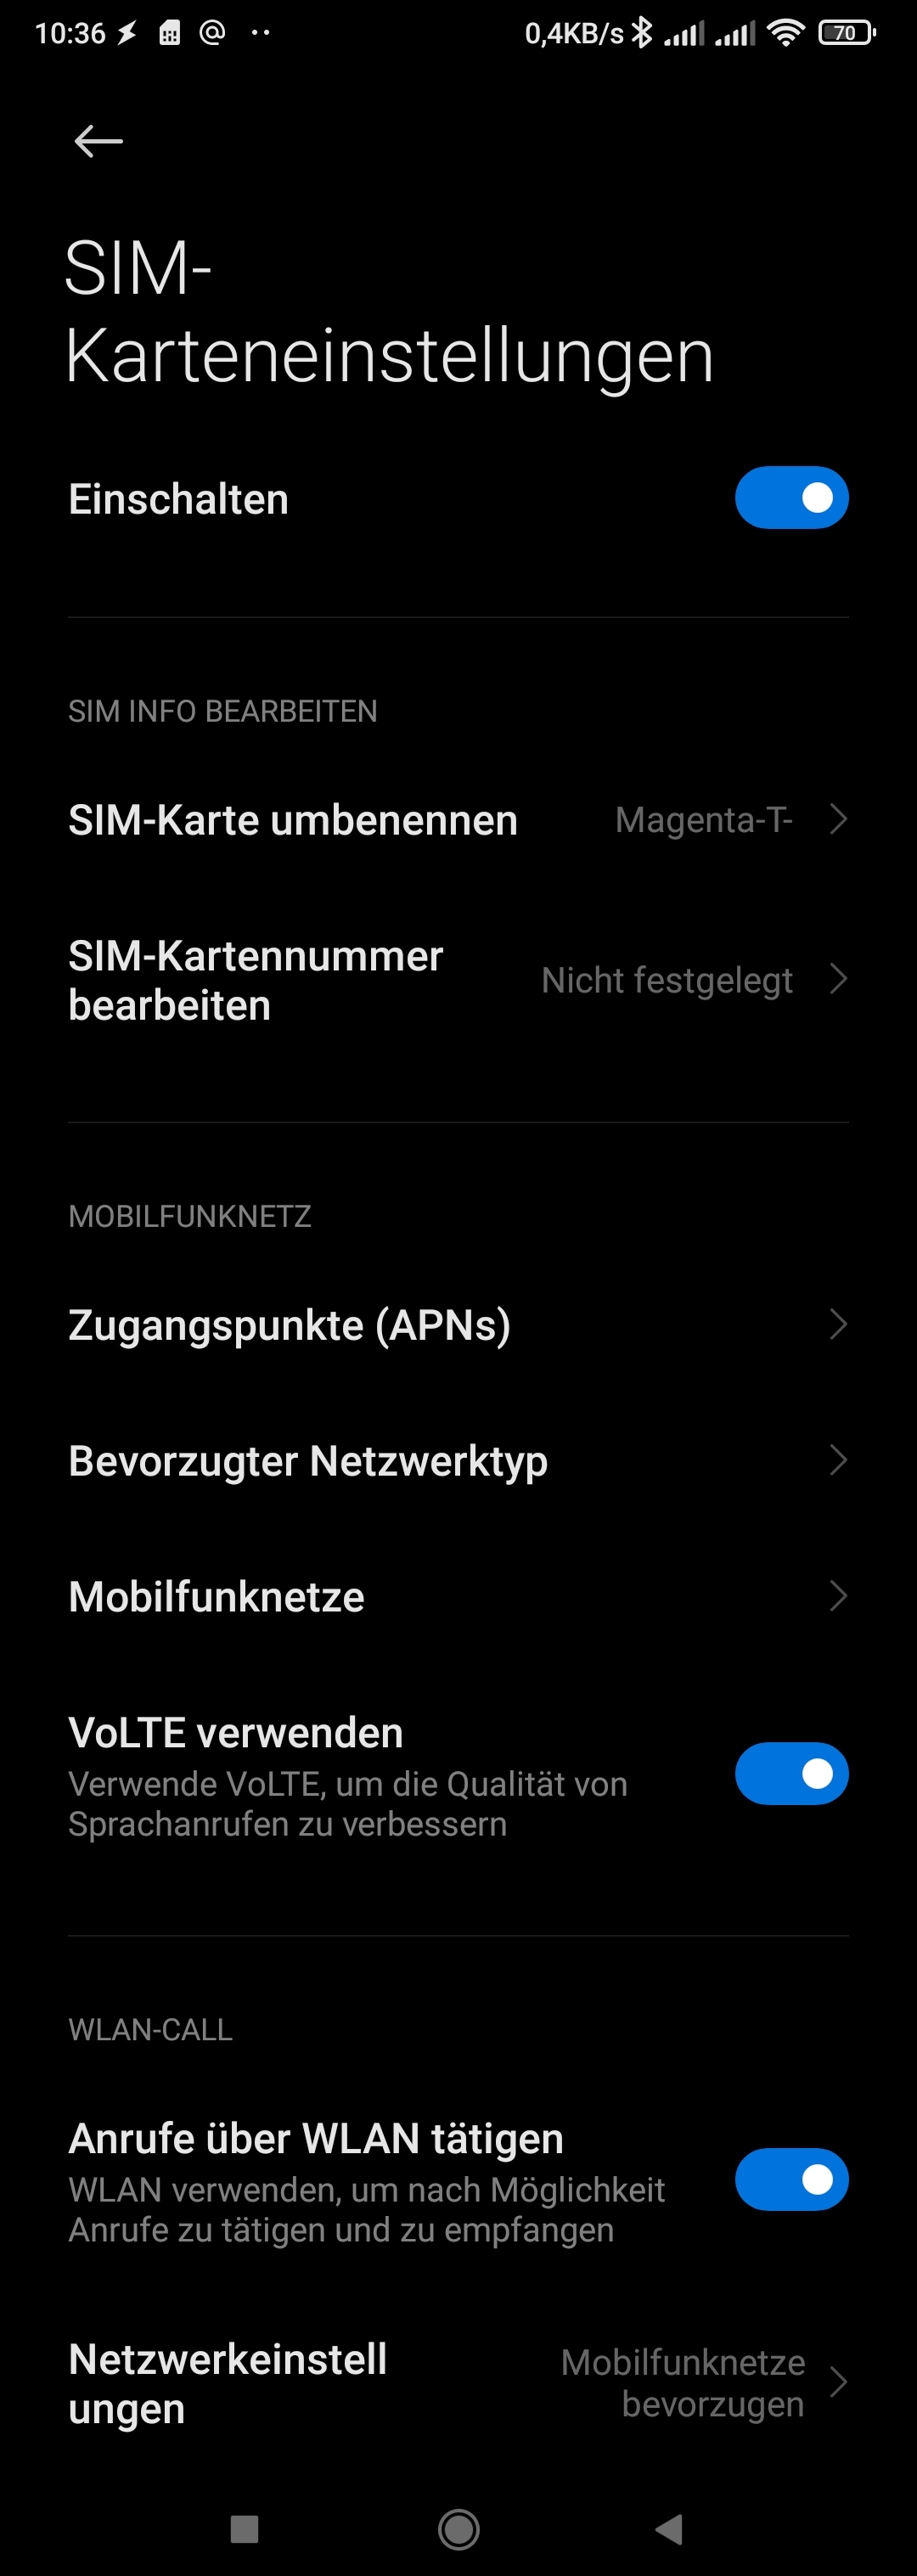 10:36 0,4KB/s 70
SIM-
Karteneinstellungen
Einschalten
SIM INFO BEARBEITEN
SIM-Karte umbenennen Magenta-T-
SIM-Kartennummer
bearbeiten
Nicht festgelegt
MOBILFUNKNETZ
Zugangspunkte (APNs)
Bevorzugter Netzwerktyp
Mobilfunknetze
VoLTE verwenden
Verwende VoLTE, um die Qualität von
Sprachanrufen zu verbessern
WLAN-CALL
Anrufe über WLAN tätigen
WLAN verwenden, um nach Möglichkeit
Anrufe zu tätigen und zu empfangen
Netzwerkeinstell
ungen
Mobilfunknetze
bevorzugen